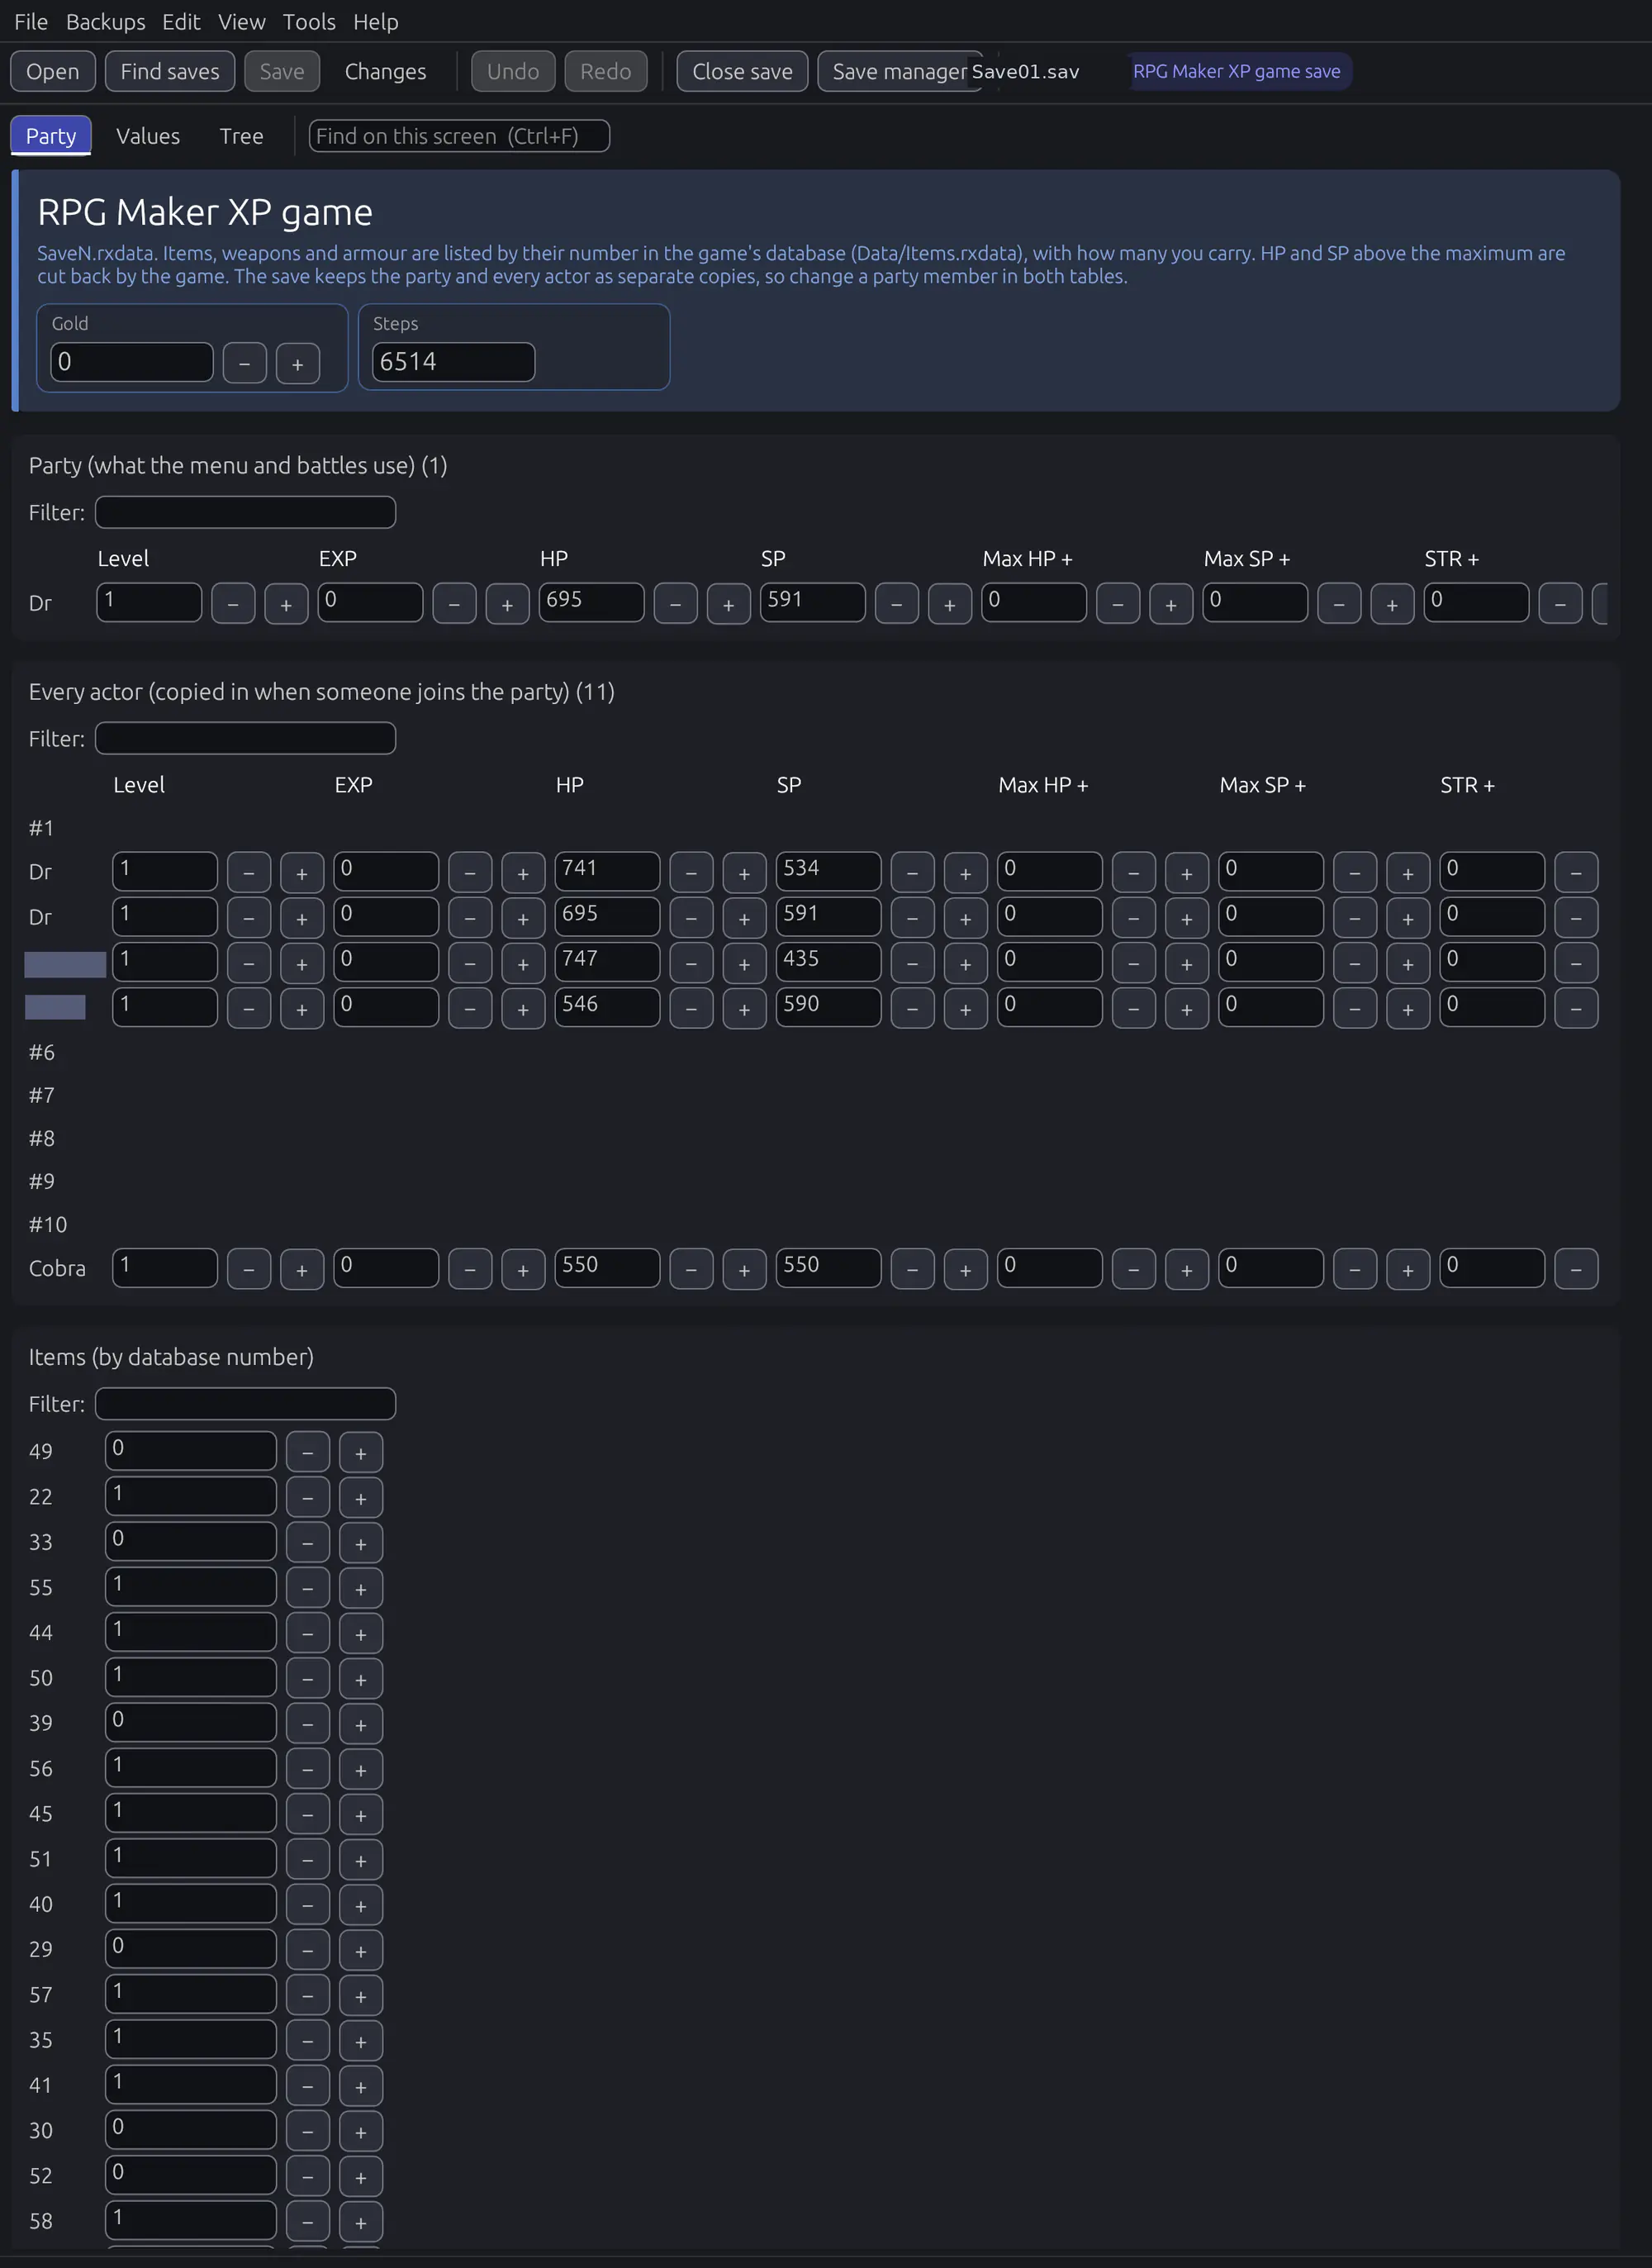 File Backups Edit View Tools Help
Open Find saves Save Changes Undo Redo Close save Save manager Save01.sav RPG Maker XP game save
Party Values Tree Find on this screen (Ctrl+F)
RPG Maker XP game
SaveN.rxdata. Items, weapons and armour are listed by their number in the game's database (Data/Items.rxdata), with how many you carry. HP and SP above the maximum are
cut back by the game. The save keeps the party and every actor as separate copies, so change a party member in both tables.
Gold Steps
0 − + 6514
Party (what the menu and battles use) (1)
Filter:
Level EXP HP SP Max HP + Max SP + STR +
Dr 1 − + 0 − + 695 − + 591 − + 0 − + 0 − + 0 −
Every actor (copied in when someone joins the party) (11)
Filter:
Level EXP HP SP Max HP + Max SP + STR +
#1
Dr 1 − + 0 − + 741 − + 534 − + 0 − + 0 − + 0 −
Dr 1 − + 0 − + 695 − + 591 − + 0 − + 0 − + 0 −
1 − + 0 − + 747 − + 435 − + 0 − + 0 − + 0 −
1 − + 0 − + 546 − + 590 − + 0 − + 0 − + 0 −
#6
#7
#8
#9
#10
Cobra 1 − + 0 − + 550 − + 550 − + 0 − + 0 − + 0 −
Items (by database number)
Filter:
49 0 − +
22 1 − +
33 0 − +
55 1 − +
44 1 − +
50 1 − +
39 0 − +
56 1 − +
45 1 − +
51 1 − +
40 1 − +
29 0 − +
57 1 − +
35 1 − +
41 1 − +
30 0 − +
52 0 − +
58 1 − +